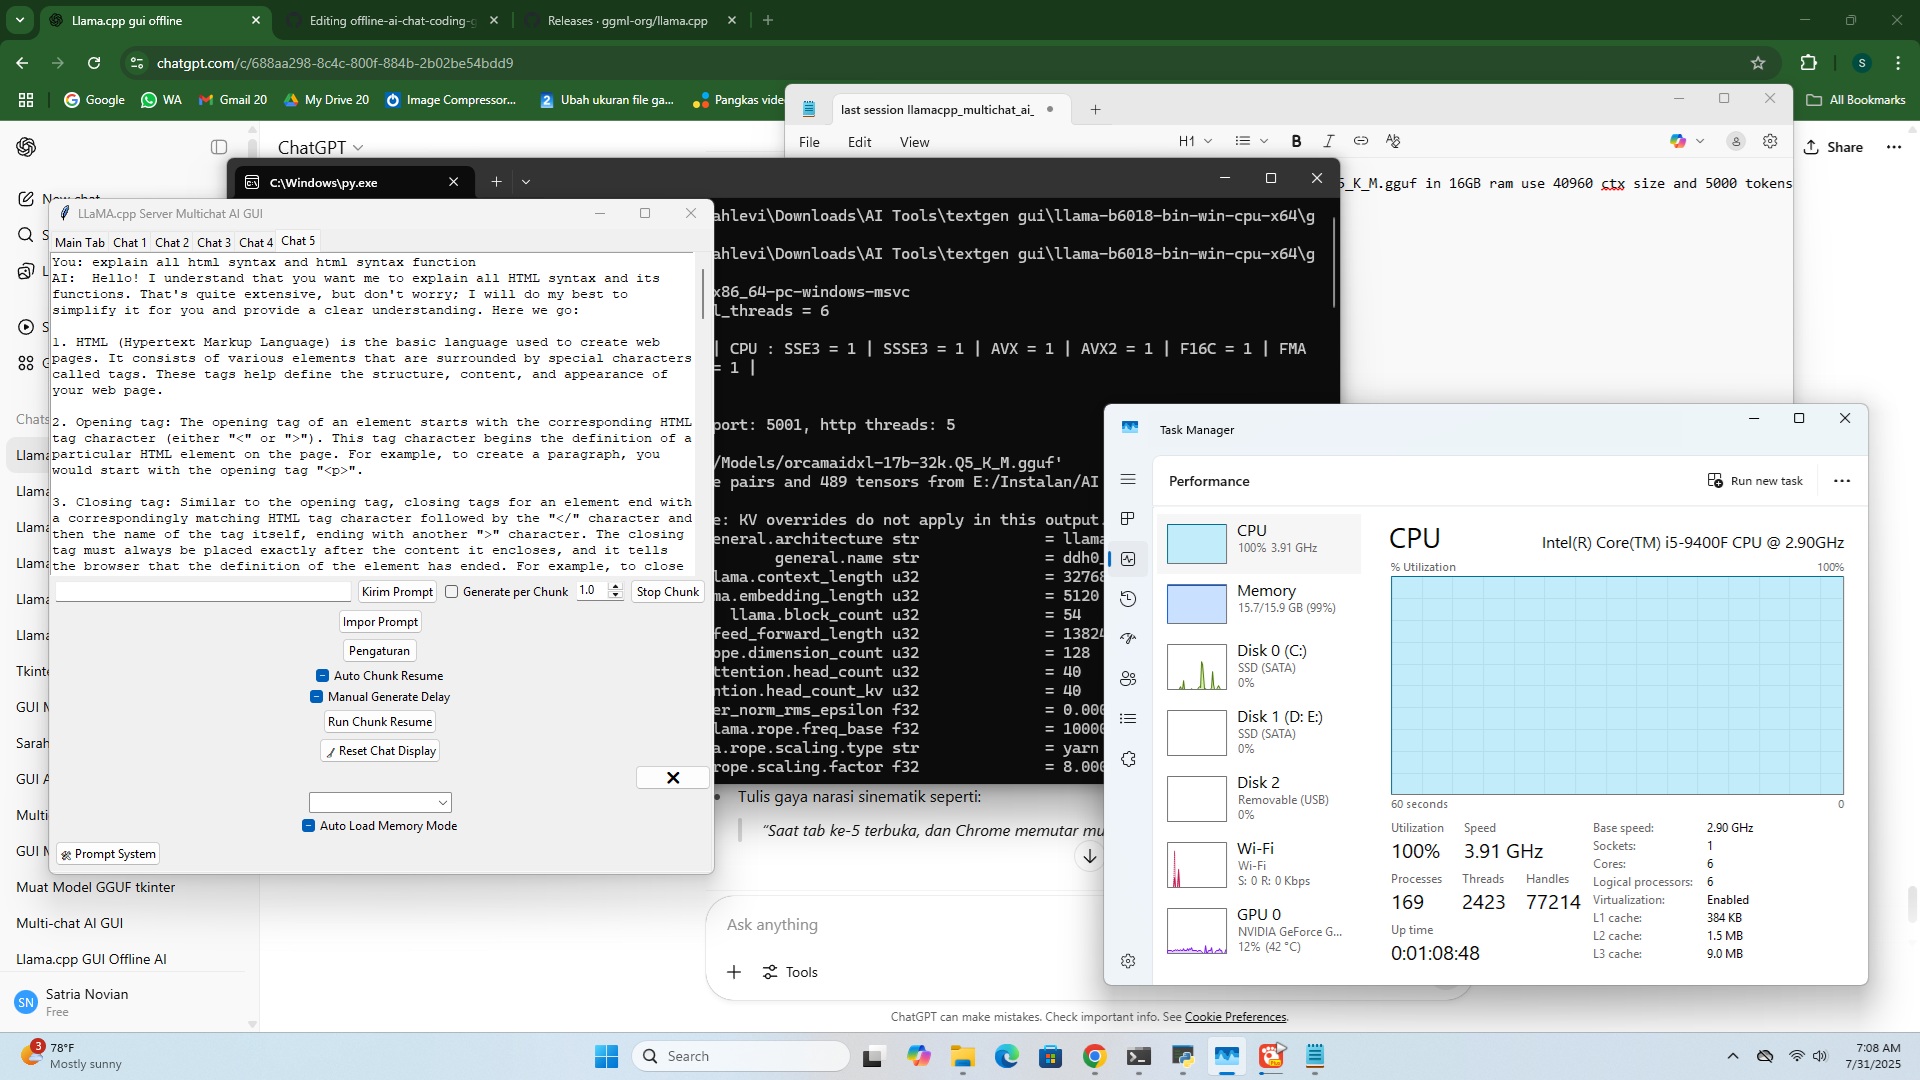 Llama.cpp gui offline
Editing offline-ai-chat-coding-g
Releases · ggml-org/llama.cpp
chatgpt.com/c/688aa298-8c4c-800f-884b-2b02be54bdd9
S
Google
WA
Gmail 20
My Drive 20
Image Compressor...
Ubah ukuran file ga...
Pangkas vide
All Bookmarks
last session llamacpp_multichat_ai_
File
Edit
View
H1
B
I
5_K_M.gguf in 16GB ram use 40960 ctx size and 5000 tokens
ChatGPT
Share
New chat
Chats
Llama
Llama
Llama
Llama
Llama
Llama
Tkinte
GUI M
Sarah
GUI A
Multi
GUI M
Muat Model GGUF tkinter
Multi-chat AI GUI
Llama.cpp GUI Offline AI
SN
Satria Novian
Free
C:\Windows\py.exe
ahlevi\Downloads\AI Tools\textgen gui\llama-b6018-bin-win-cpu-x64\g
ahlevi\Downloads\AI Tools\textgen gui\llama-b6018-bin-win-cpu-x64\g
x86_64-pc-windows-msvc
l_threads = 6
| CPU : SSE3 = 1 | SSSE3 = 1 | AVX = 1 | AVX2 = 1 | F16C = 1 | FMA
= 1 |
port: 5001, http threads: 5
/Models/orcamaidxl-17b-32k.Q5_K_M.gguf'
e pairs and 489 tensors from E:/Instalan/AI
e: KV overrides do not apply in this output.
eneral.architecture str = llama
general.name str = ddh0_
lama.context_length u32 = 32768
ma.embedding_length u32 = 5120
llama.block_count u32 = 54
feed_forward_length u32 = 13824
ope.dimension_count u32 = 128
ttention.head_count u32 = 40
ntion.head_count_kv u32 = 40
er_norm_rms_epsilon f32 = 0.000
lama.rope.freq_base f32 = 10000
a.rope.scaling.type str = yarn
rope.scaling.factor f32 = 8.000
LLaMA.cpp Server Multichat AI GUI
Main Tab
Chat 1
Chat 2
Chat 3
Chat 4
Chat 5
You: explain all html syntax and html syntax function
AI:  Hello! I understand that you want me to explain all HTML syntax and its
functions. That's quite extensive, but don't worry; I will do my best to
simplify it for you and provide a clear understanding. Here we go:
1. HTML (Hypertext Markup Language) is the basic language used to create web
pages. It consists of various elements that are surrounded by special characters
called tags. These tags help define the structure, content, and appearance of
your web page.
2. Opening tag: The opening tag of an element starts with the corresponding HTML
tag character (either "<" or ">"). This tag character begins the definition of a
particular HTML element on the page. For example, to create a paragraph, you
would start with the opening tag "<p>".
3. Closing tag: Similar to the opening tag, closing tags for an element end with
a correspondingly matching HTML tag character followed by the "</" character and
then the name of the tag itself, ending with another ">" character. The closing
tag must always be placed exactly after the content it encloses, and it tells
the browser that the definition of the element has ended. For example, to close
Kirim Prompt
Generate per Chunk
1.0
Stop Chunk
Impor Prompt
Pengaturan
Auto Chunk Resume
Manual Generate Delay
Run Chunk Resume
Reset Chat Display
Auto Load Memory Mode
Prompt System
Tulis gaya narasi sinematik seperti:
“Saat tab ke-5 terbuka, dan Chrome memutar mu
Ask anything
Tools
ChatGPT can make mistakes. Check important info. See Cookie Preferences.
Task Manager
Performance
Run new task
CPU
100% 3.91 GHz
Memory
15.7/15.9 GB (99%)
Disk 0 (C:)
SSD (SATA)
0%
Disk 1 (D: E:)
SSD (SATA)
0%
Disk 2
Removable (USB)
0%
Wi-Fi
Wi-Fi
S: 0 R: 0 Kbps
GPU 0
NVIDIA GeForce G...
12% (42 °C)
CPU
Intel(R) Core(TM) i5-9400F CPU @ 2.90GHz
% Utilization
100%
60 seconds
0
Utilization
100%
Speed
3.91 GHz
Processes
169
Threads
2423
Handles
77214
Up time
0:01:08:48
Base speed: 2.90 GHz
Sockets: 1
Cores: 6
Logical processors: 6
Virtualization: Enabled
L1 cache: 384 KB
L2 cache: 1.5 MB
L3 cache: 9.0 MB
3
78°F
Mostly sunny
Search
7:08 AM
7/31/2025